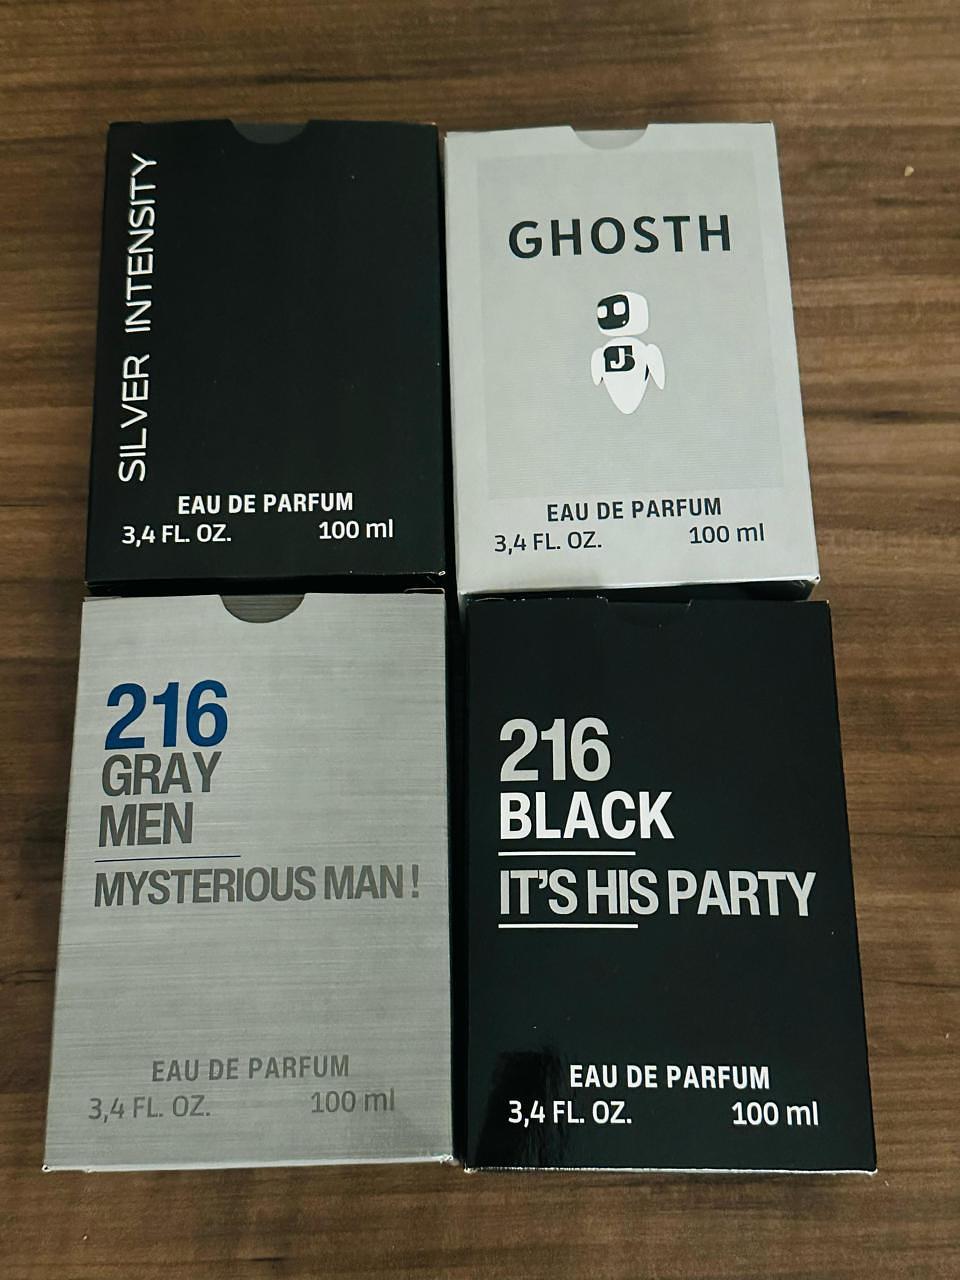 SILVER INTENSITY
EAU DE PARFUM
3,4 FL. OZ. 100 ml
GHOSTH
EAU DE PARFUM
3,4 FL. OZ. 100 ml
216
GRAY
MEN
MYSTERIOUS MAN!
EAU DE PARFUM
3,4 FL. OZ. 100 ml
216
BLACK
IT'S HIS PARTY
EAU DE PARFUM
3,4 FL. OZ. 100 ml